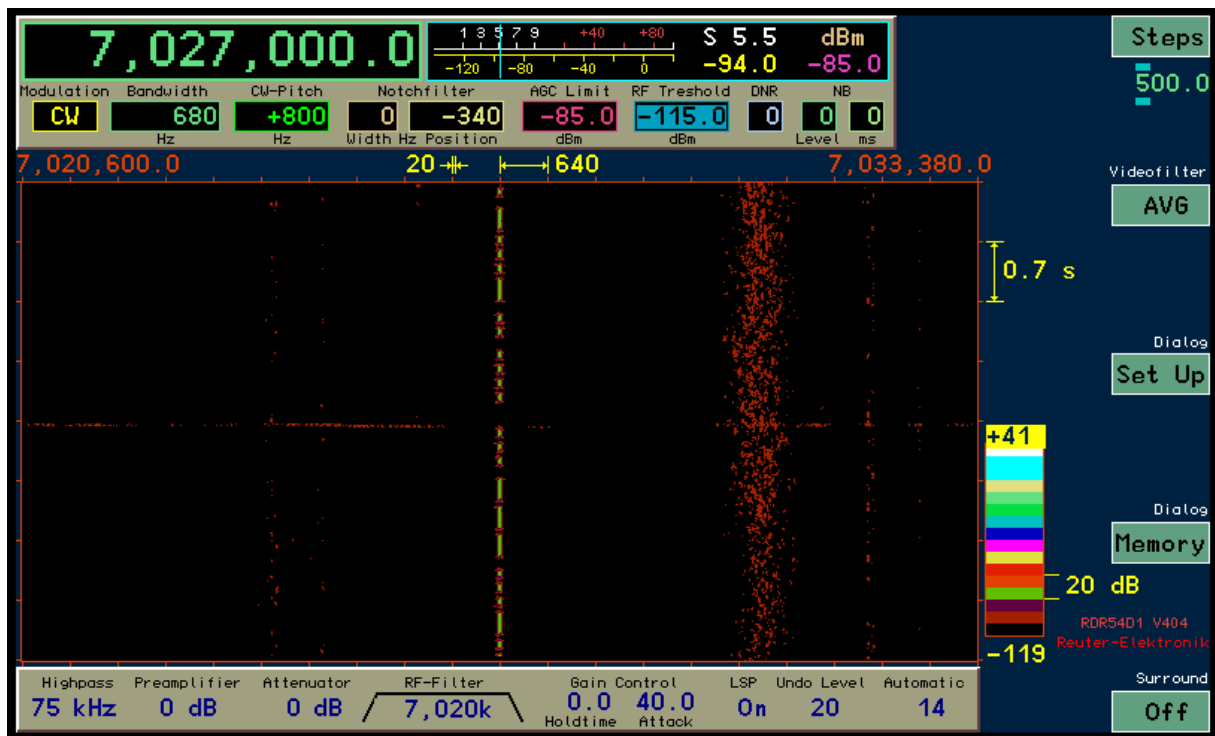 7,027,000.0
1 3 5 7 9 +40 +80 S 5.5 dBm
-120 -80 -40 0 -94.0 -85.0
Steps
500.0
Modulation Bandwidth CW-Pitch Notchfilter AGC Limit RF Treshold DNR NB
CW 680 +800 0 -340 -85.0 -115.0 0 0 0
Hz Hz Width Hz Position dBm dBm Level ms
7,020,600.0 20 640 7,033,380.0
Videofilter
AVG
0.7 s
Dialog
Set Up
+41
Dialog
Memory
20 dB
RDR54D1 V404
Reuter-Elektronik
-119
Highpass Preamplifier Attenuator RF-Filter Gain Control LSP Undo Level Automatic
75 kHz 0 dB 0 dB 7,020k 0.0 40.0 On 20 14
Holdtime Attack
Surround
Off